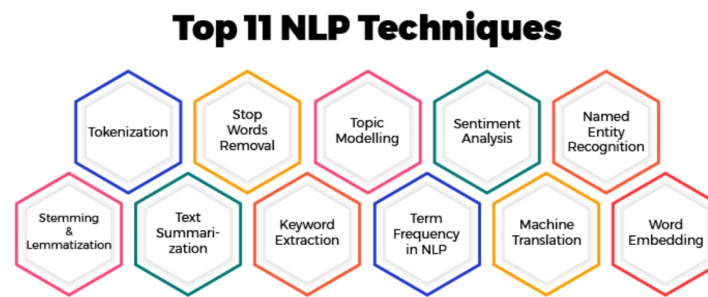 Top 11 NLP Techniques
Tokenization
Stop
Words
Removal
Topic
Modelling
Sentiment
Analysis
Named
Entity
Recognition
Stemming
&
Lemmatization
Text
Summari-
zation
Keyword
Extraction
Term
Frequency
in NLP
Machine
Translation
Word
Embedding